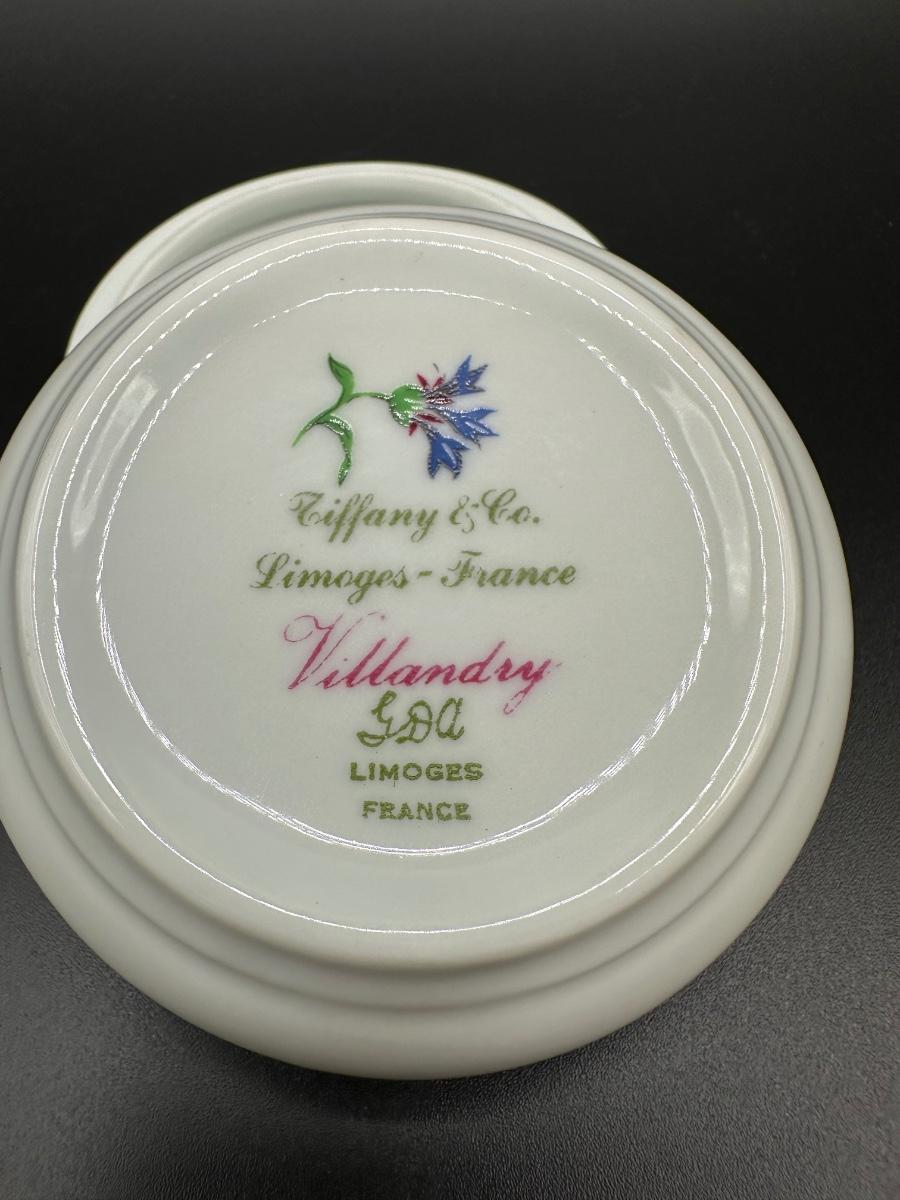 Tiffany & Co.
Limoges - France
Villandry
GDA
LIMOGES
FRANCE